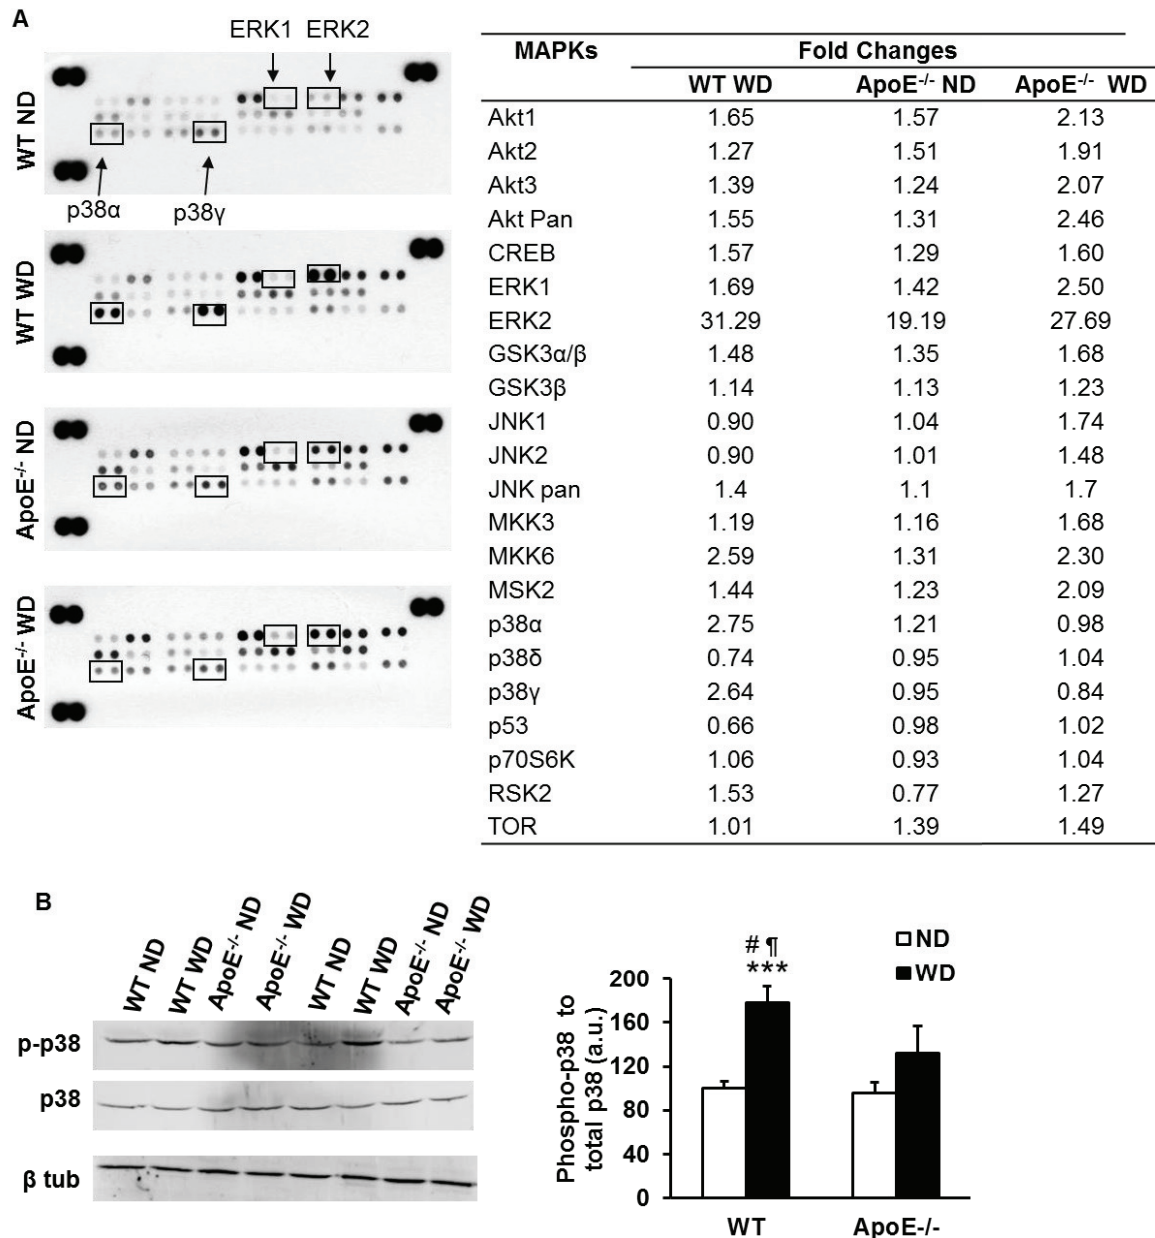 A
ERK1 ERK2
WT ND
p38α p38γ
WT WD
ApoE-/- ND
ApoE-/- WD
MAPKs Fold Changes
WT WD ApoE-/- ND ApoE-/- WD
Akt1 1.65 1.57 2.13
Akt2 1.27 1.51 1.91
Akt3 1.39 1.24 2.07
Akt Pan 1.55 1.31 2.46
CREB 1.57 1.29 1.60
ERK1 1.69 1.42 2.50
ERK2 31.29 19.19 27.69
GSK3α/β 1.48 1.35 1.68
GSK3β 1.14 1.13 1.23
JNK1 0.90 1.04 1.74
JNK2 0.90 1.01 1.48
JNK pan 1.4 1.1 1.7
MKK3 1.19 1.16 1.68
MKK6 2.59 1.31 2.30
MSK2 1.44 1.23 2.09
p38α 2.75 1.21 0.98
p38δ 0.74 0.95 1.04
p38γ 2.64 0.95 0.84
p53 0.66 0.98 1.02
p70S6K 1.06 0.93 1.04
RSK2 1.53 0.77 1.27
TOR 1.01 1.39 1.49
B
WT ND WT WD ApoE-/- ND ApoE-/- WD WT ND WT WD ApoE-/- ND ApoE-/- WD
p-p38
p38
β tub
ND
WD
# ¶
***
Phospho-p38 to
total p38 (a.u.)
200
160
120
80
40
0
WT ApoE-/-